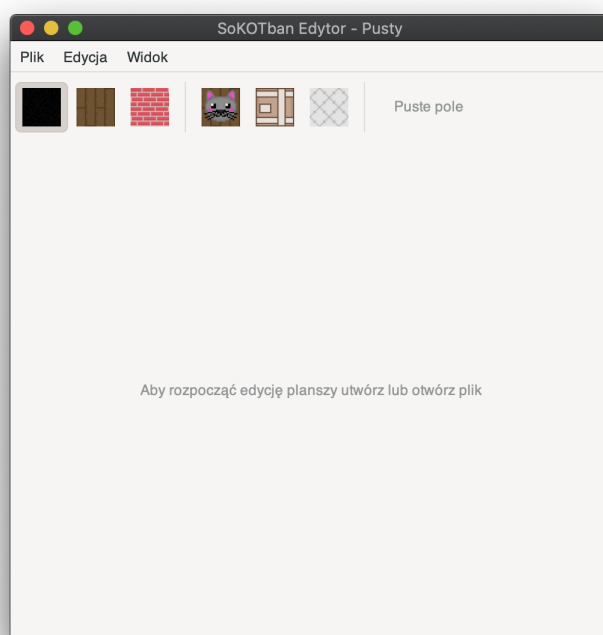 SoKOTban Edytor - Pusty
Plik Edycja Widok
Puste pole
Aby rozpocząć edycję planszy utwórz lub otwórz plik